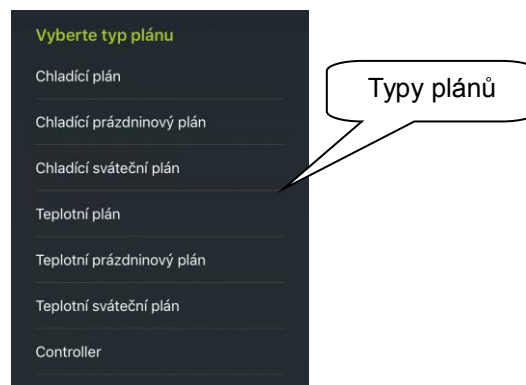 Vyberte typ plánu
Chladící plán
Chladící prázdninový plán
Chladící sváteční plán
Teplotní plán
Teplotní prázdninový plán
Teplotní sváteční plán
Controller
Typy plánů